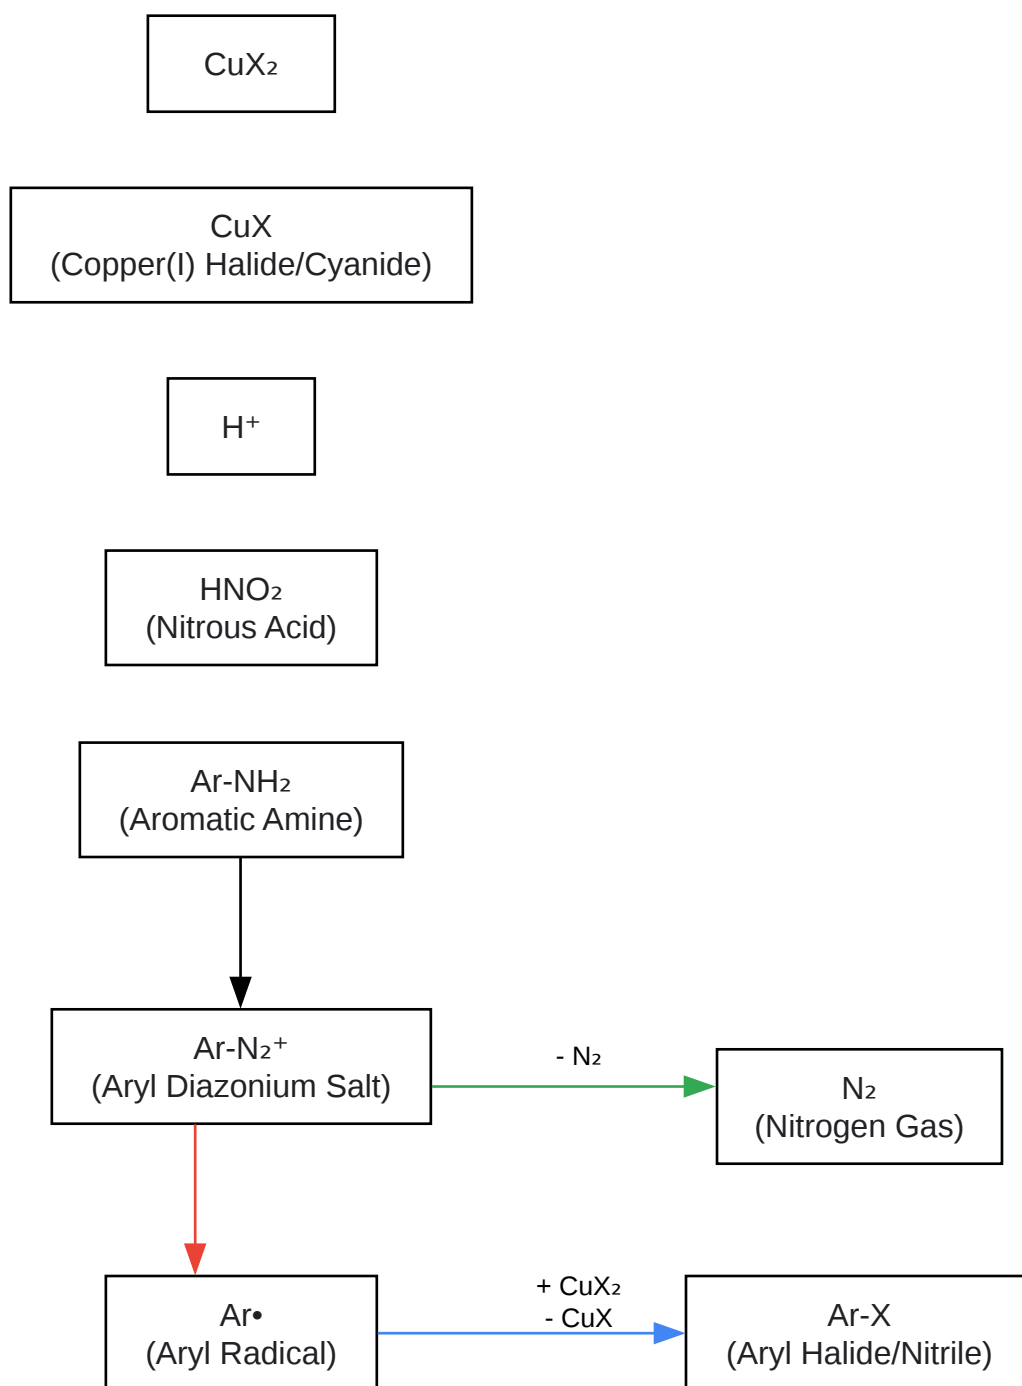 CuX₂
CuX
(Copper(I) Halide/Cyanide)
H⁺
HNO₂
(Nitrous Acid)
Ar-NH₂
(Aromatic Amine)
Ar-N₂⁺
(Aryl Diazonium Salt)
- N₂
N₂
(Nitrogen Gas)
Ar•
(Aryl Radical)
+ CuX₂
- CuX
Ar-X
(Aryl Halide/Nitrile)